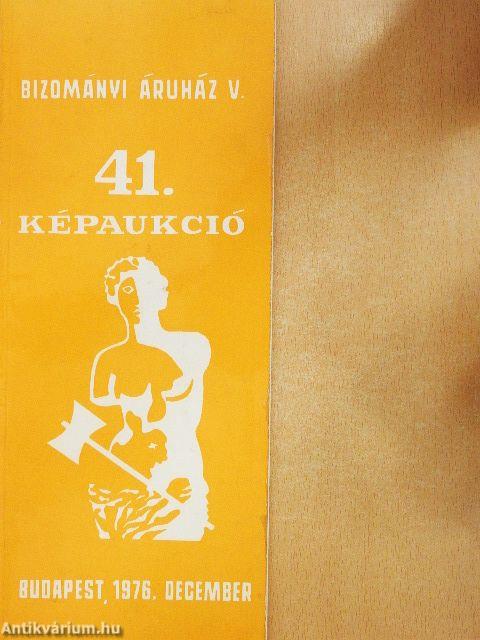 BIZOMÁNYI ÁRUHÁZ V.
41.
KÉPAUKCIÓ
BUDAPEST, 1976. DECEMBER
Antikvárium.hu